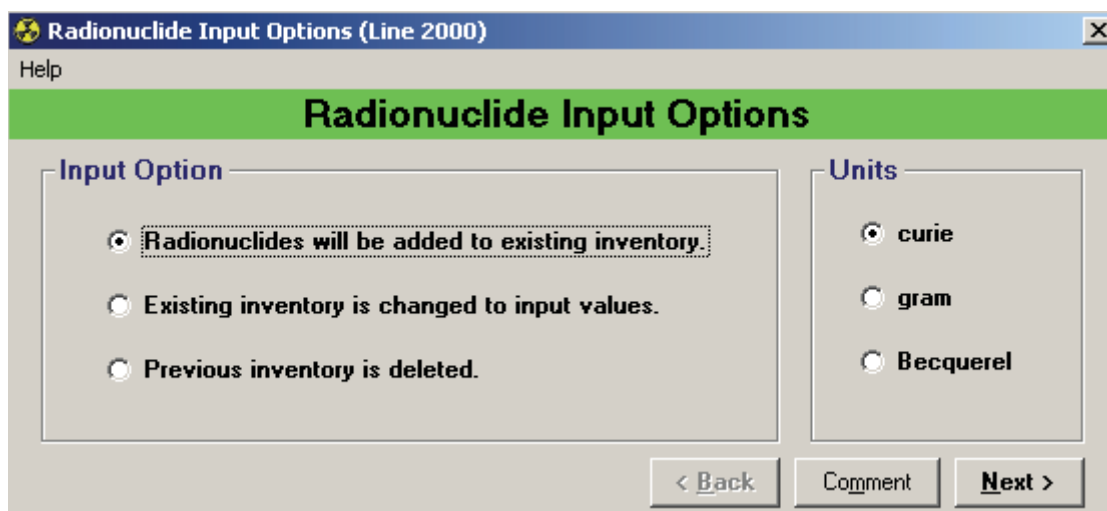 Radionuclide Input Options (Line 2000)
Help
Radionuclide Input Options
Input Option
Radionuclides will be added to existing inventory.
Existing inventory is changed to input values.
Previous inventory is deleted.
Units
curie
gram
Becquerel
< Back
Comment
Next >